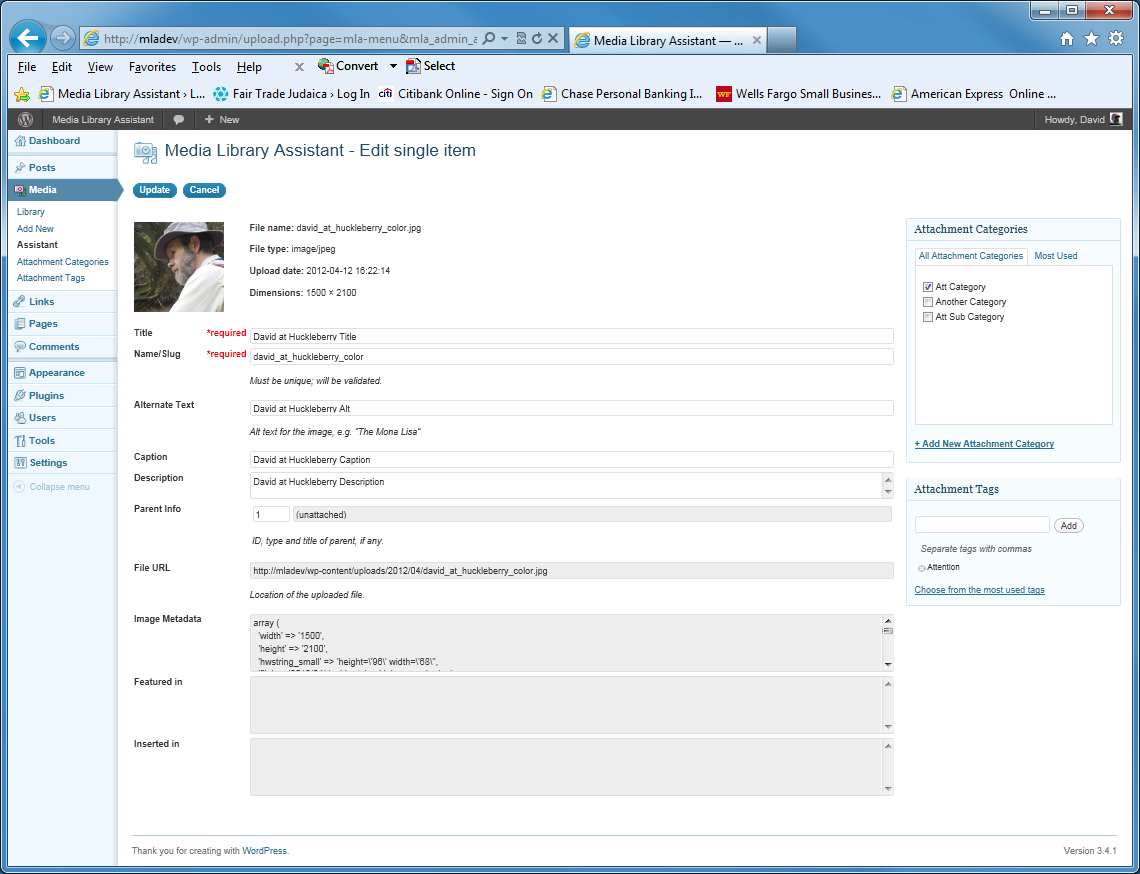 http://mladev/wp-admin/upload.php?page=mla-menu&mla_admin_a
Media Library Assistant — ...
File Edit View Favorites Tools Help
Convert Select
Media Library Assistant › L...
Fair Trade Judaica › Log In
citi Citibank Online - Sign On
Chase Personal Banking I...
WF Wells Fargo Small Business...
American Express Online ...
Media Library Assistant
+ New
Howdy, David
Dashboard
Posts
Media
Library
Add New
Assistant
Attachment Categories
Attachment Tags
Links
Pages
Comments
Appearance
Plugins
Users
Tools
Settings
Collapse menu
Media Library Assistant - Edit single item
Update Cancel
File name: david_at_huckleberry_color.jpg
File type: image/jpeg
Upload date: 2012-04-12 16:22:14
Dimensions: 1500 × 2100
Title *required David at Huckleberry Title
Name/Slug *required david_at_huckleberry_color
Must be unique; will be validated.
Alternate Text David at Huckleberry Alt
Alt text for the image, e.g. "The Mona Lisa"
Caption David at Huckleberry Caption
Description David at Huckleberry Description
Parent Info 1 (unattached)
ID, type and title of parent, if any.
File URL http://mladev/wp-content/uploads/2012/04/david_at_huckleberry_color.jpg
Location of the uploaded file.
Image Metadata array (
'width' => '1500',
'height' => '2100',
'hwstring_small' => 'height=\'96\' width=\'68\'',
Featured in
Inserted in
Attachment Categories
All Attachment Categories Most Used
Att Category
Another Category
Att Sub Category
+ Add New Attachment Category
Attachment Tags
Add
Separate tags with commas
Attention
Choose from the most used tags
Thank you for creating with WordPress.
Version 3.4.1